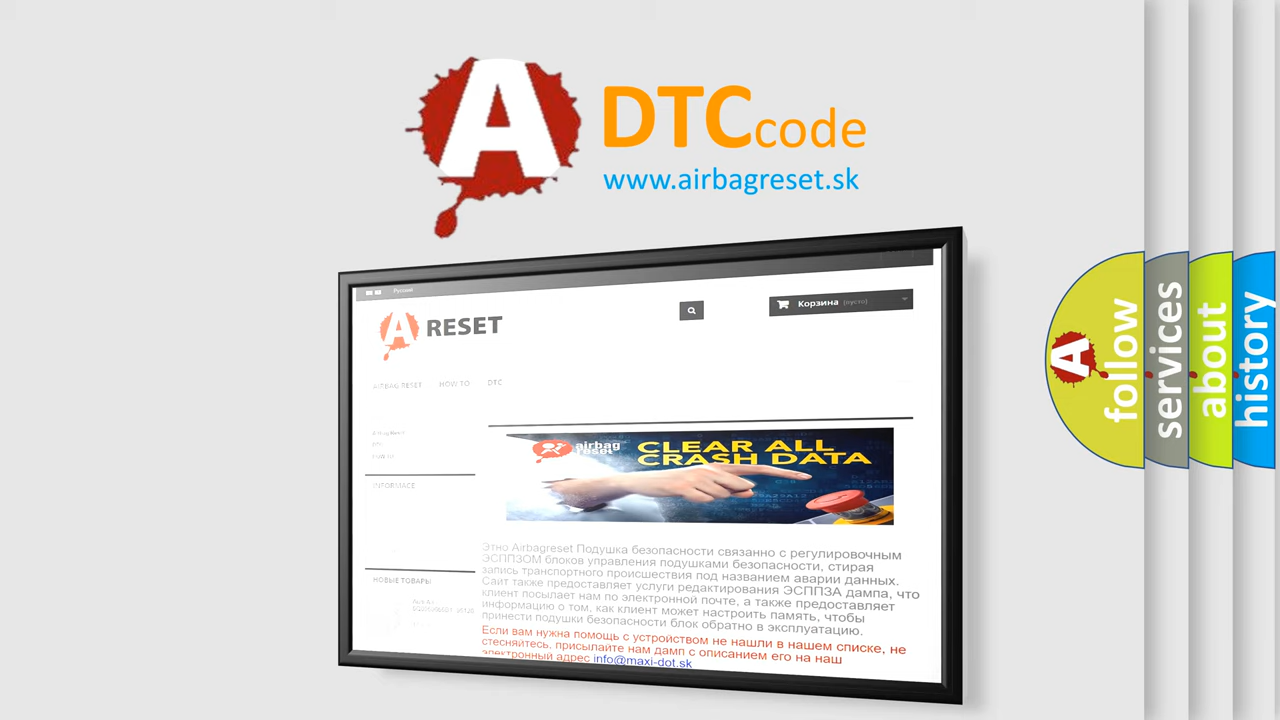 A DTCcode
www.airbagreset.sk
Русский
A RESET
Корзина (пусто)
AIRBAG RESET HOW TO DTC
INFORMACE
НОВЫЕ ТОВАРЫ
airbag
reset
CLEAR ALL
CRASH DATA
Этно Airbagreset Подушка безопасности связанно с регулировочным
ЭСППЗОМ блоков управления подушками безопасности, стирая
запись транспортного происшествия под названием аварии данных.
Сайт также предоставляет услуги редактирования ЭСППЗА дампа, что
клиент посылает нам по электронной почте, а также предоставляет
информацию о том, как клиент может настроить память, чтобы
принести подушки безопасности блок обратно в эксплуатацию.
Если вам нужна помощь с устройством не нашли в нашем списке, не
стесняйтесь, присылайте нам дамп с описанием его на наш
электронный адрес info@maxi-dot.sk
A follow
services
about
history